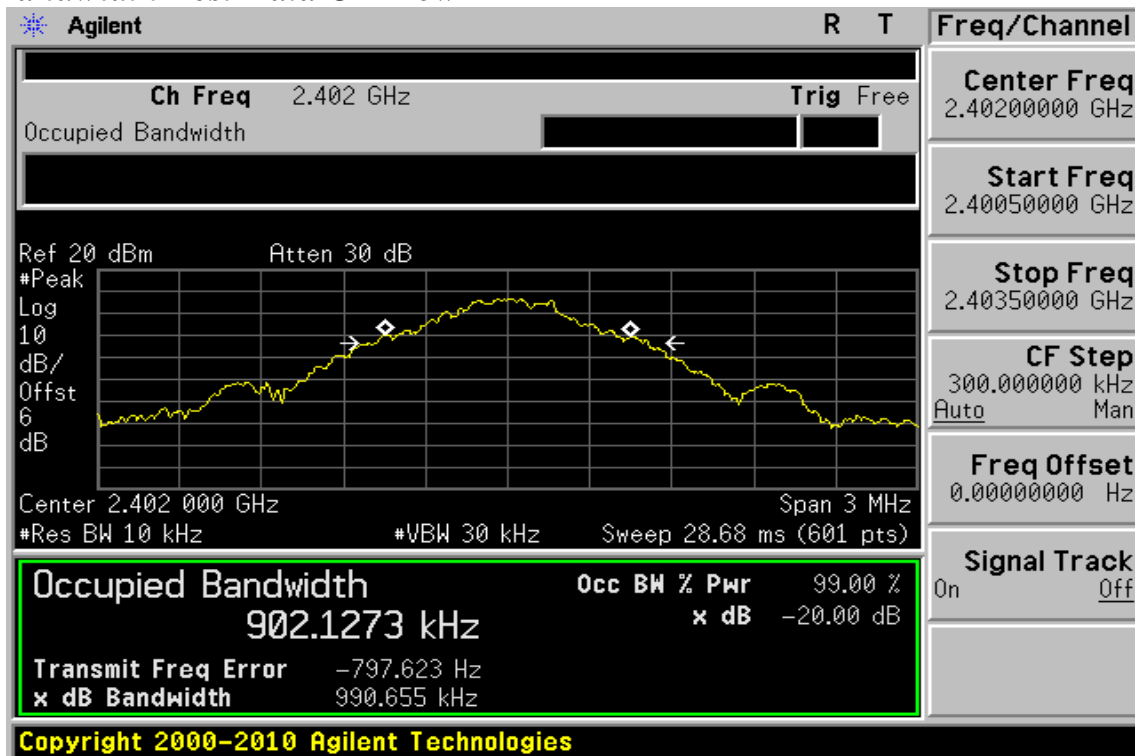 Agilent R T Freq/Channel
Ch Freq 2.402 GHz Trig Free
Occupied Bandwidth
Center Freq
2.40200000 GHz
Start Freq
2.40050000 GHz
Stop Freq
2.40350000 GHz
CF Step
300.000000 kHz
Auto Man
Freq Offset
0.00000000 Hz
Signal Track
On Off
Ref 20 dBm Atten 30 dB
#Peak
Log
10
dB/
Offst
6
dB
Center 2.402 000 GHz Span 3 MHz
#Res BW 10 kHz #VBW 30 kHz Sweep 28.68 ms (601 pts)
Occupied Bandwidth Occ BW % Pwr 99.00 %
902.1273 kHz x dB -20.00 dB
Transmit Freq Error -797.623 Hz
x dB Bandwidth 990.655 kHz
Copyright 2000-2010 Agilent Technologies